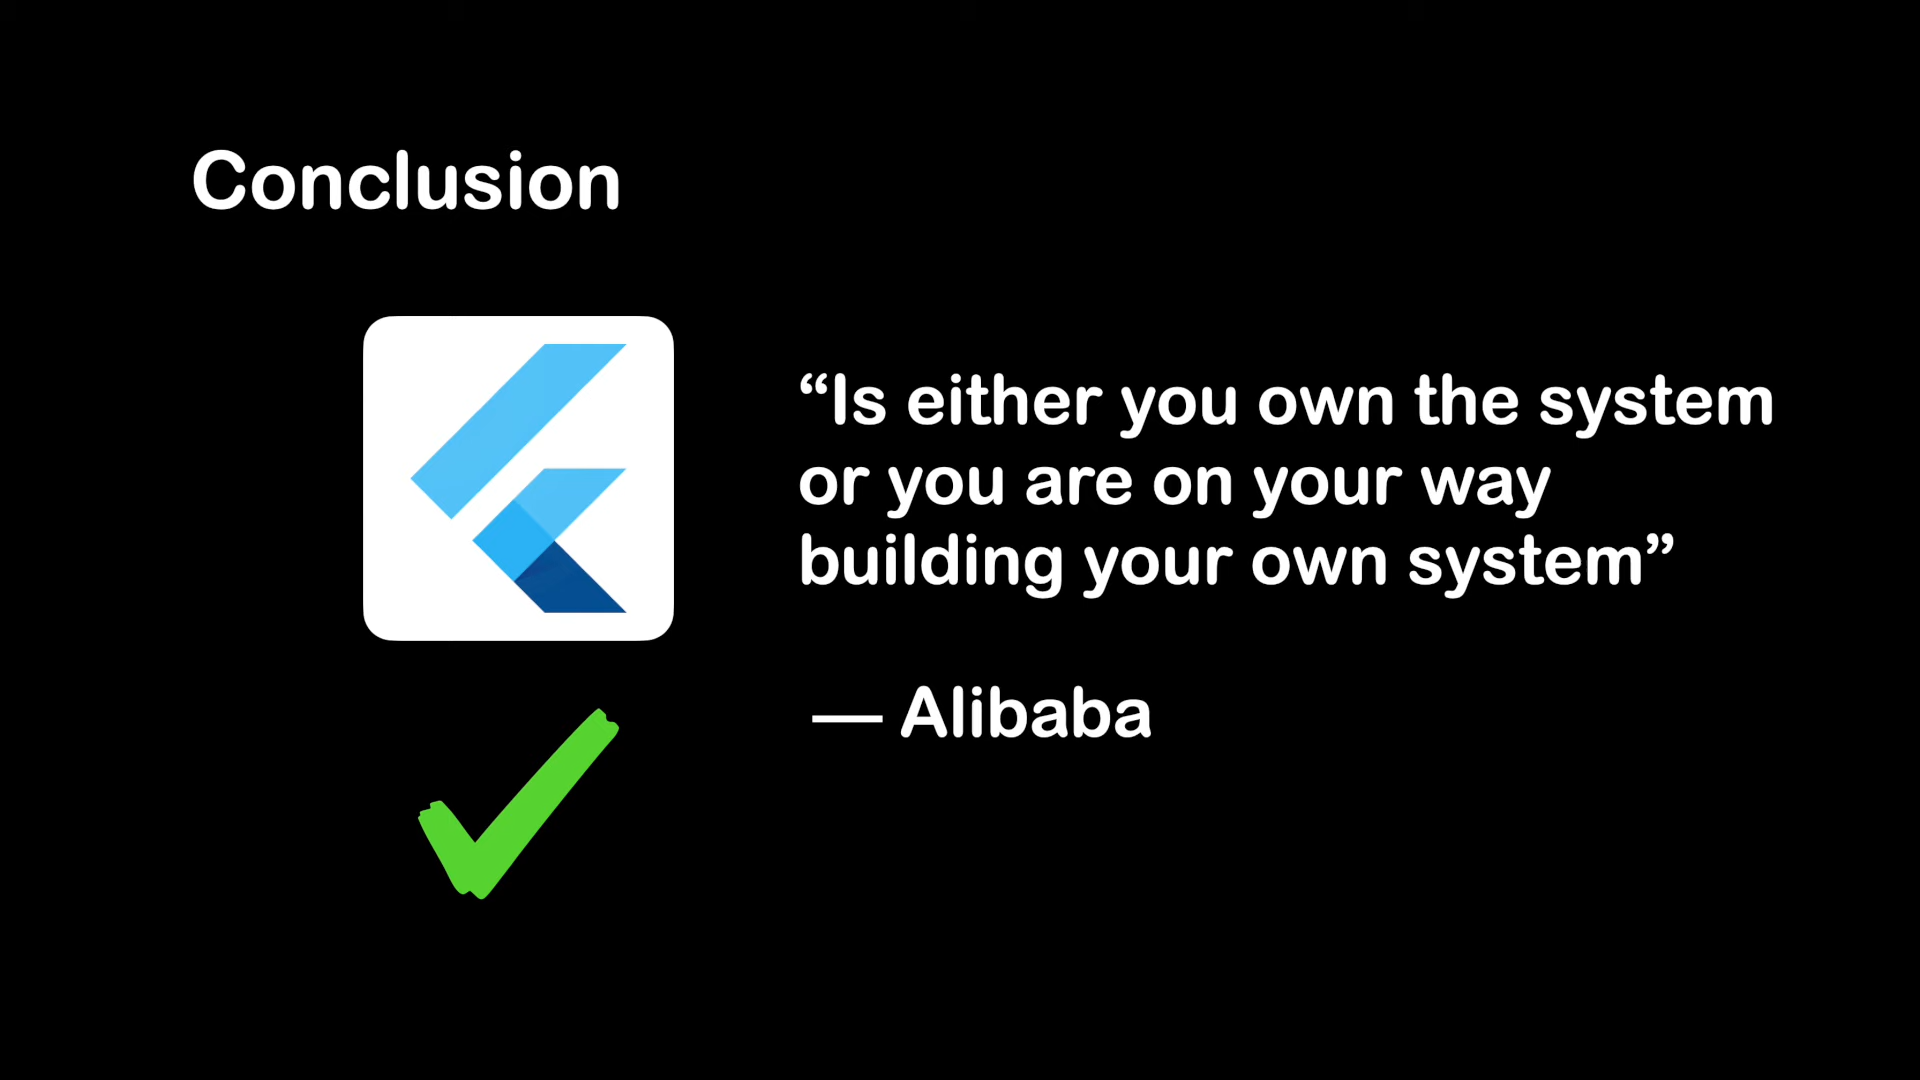 Conclusion
“Is either you own the system
or you are on your way
building your own system”
— Alibaba